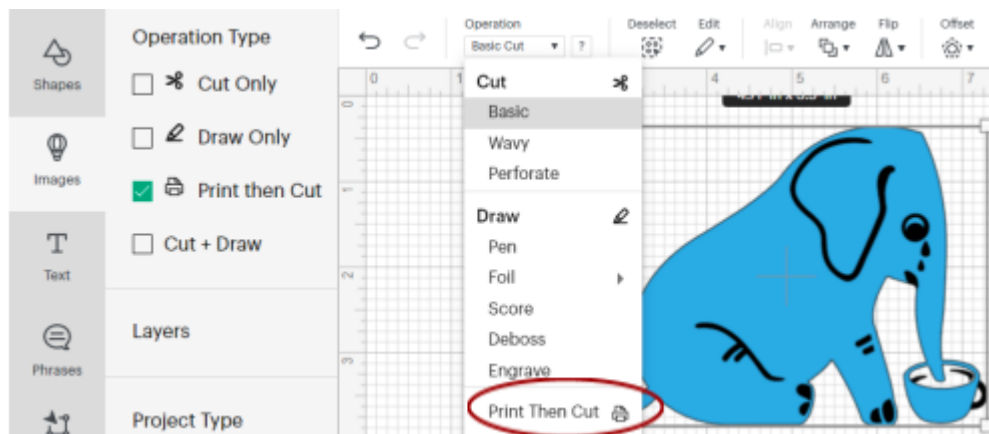 Shapes
Images
Text
Phrases
Operation Type
Cut Only
Draw Only
Print then Cut
Cut + Draw
Layers
Project Type
Operation
Basic Cut
?
Deselect
Edit
Align
Arrange
Flip
Offset
0 1 4 5 6 7
0
1
2
3
Cut
Basic
Wavy
Perforate
Draw
Pen
Foil
Score
Deboss
Engrave
Print Then Cut